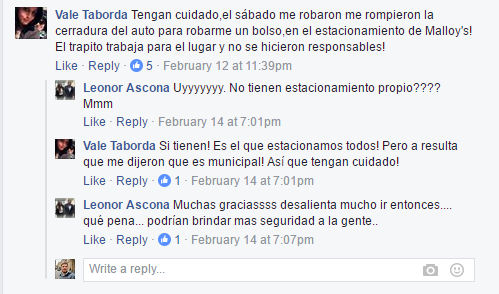 Vale Taborda Tengan cuidado,el sábado me robaron me rompieron la
cerradura del auto para robarme un bolso,en el estacionamiento de Malloy's!
El trapito trabaja para el lugar y no se hicieron responsables!
Like · Reply · 5 · February 12 at 11:39pm
Leonor Ascona Uyyyyyyy. No tienen estacionamiento propio????
Mmm
Like · Reply · February 14 at 7:01pm
Vale Taborda Si tienen! Es el que estacionamos todos! Pero a resulta
que me dijeron que es municipal! Así que tengan cuidado!
Like · Reply · 1 · February 14 at 7:01pm
Leonor Ascona Muchas graciassss desalienta mucho ir entonces....
qué pena... podrían brindar mas seguridad a la gente..
Like · Reply · 1 · February 14 at 7:07pm
Write a reply...